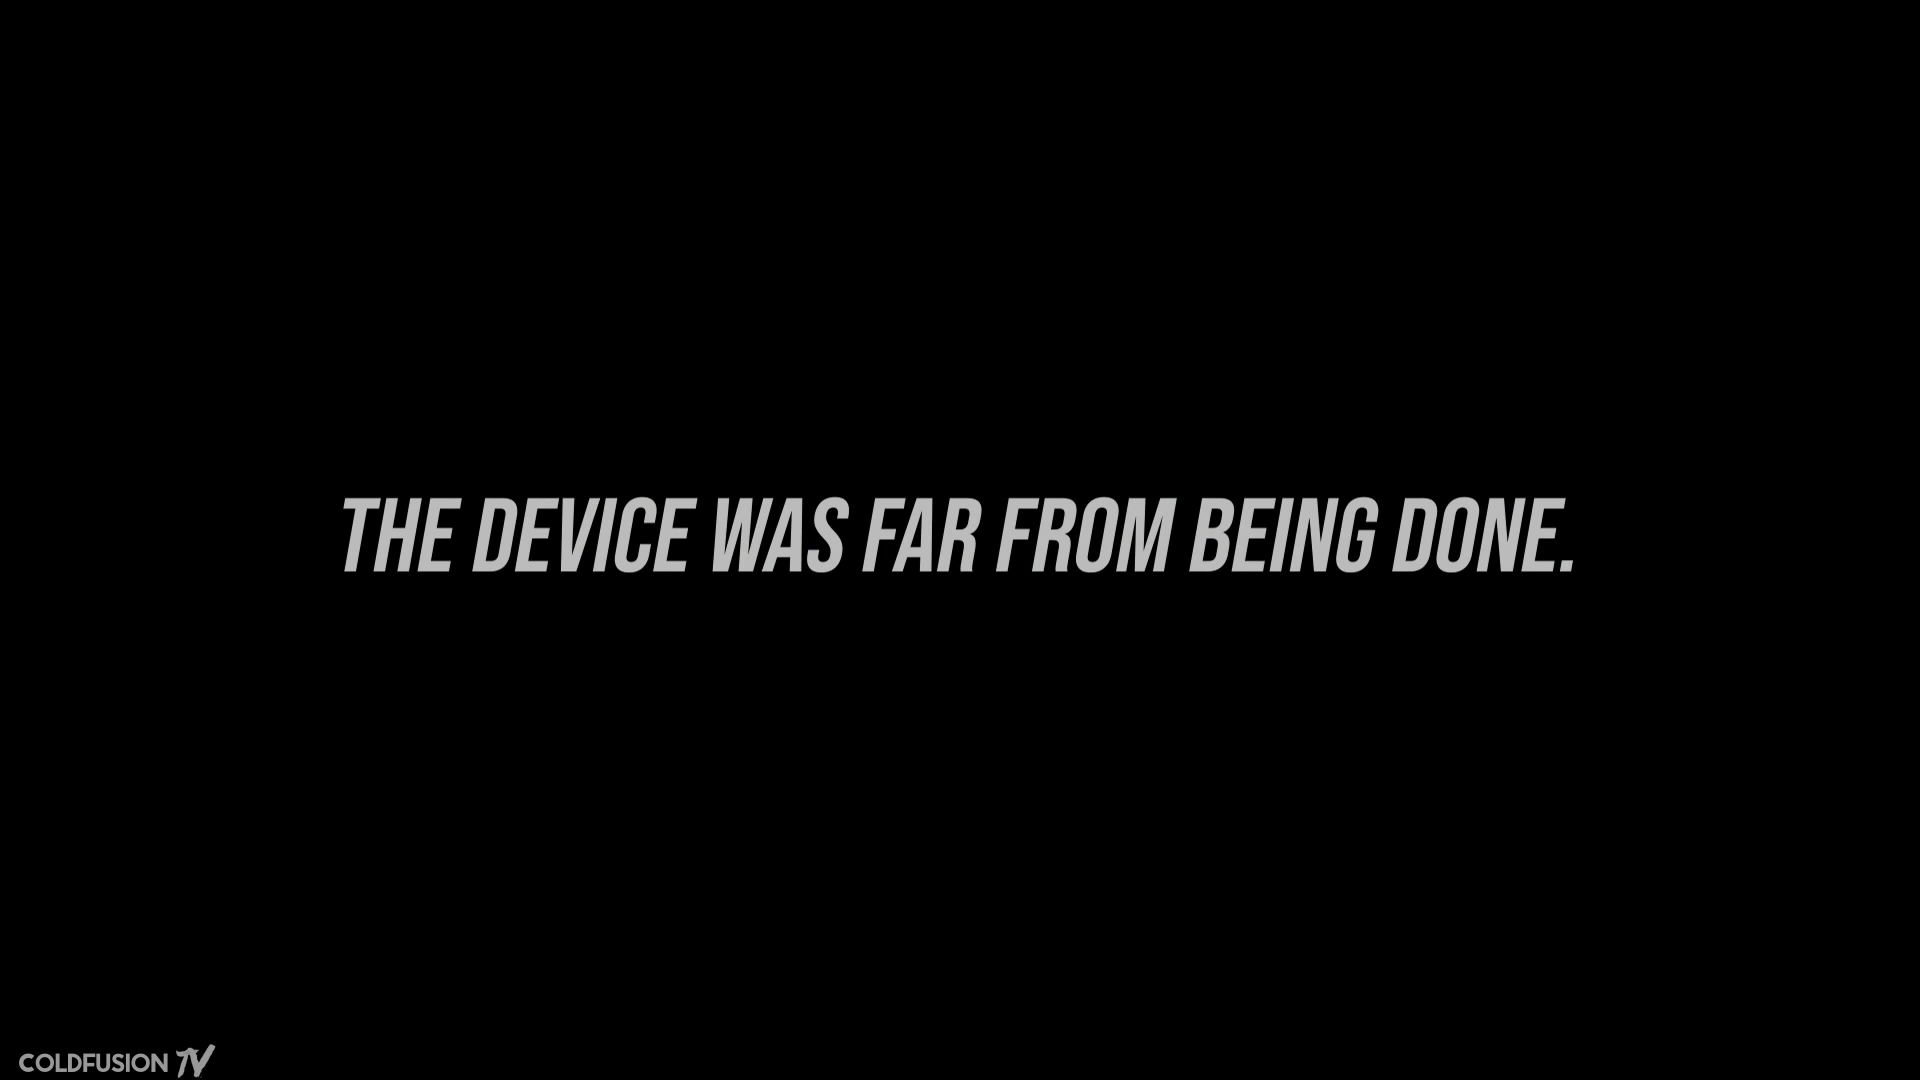 THE DEVICE WAS FAR FROM BEING DONE.
COLDFUSION TV